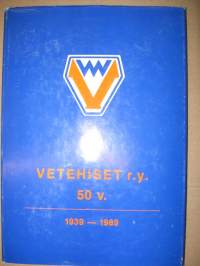 VETEHISET r.y.
50 v.
1939 — 1989